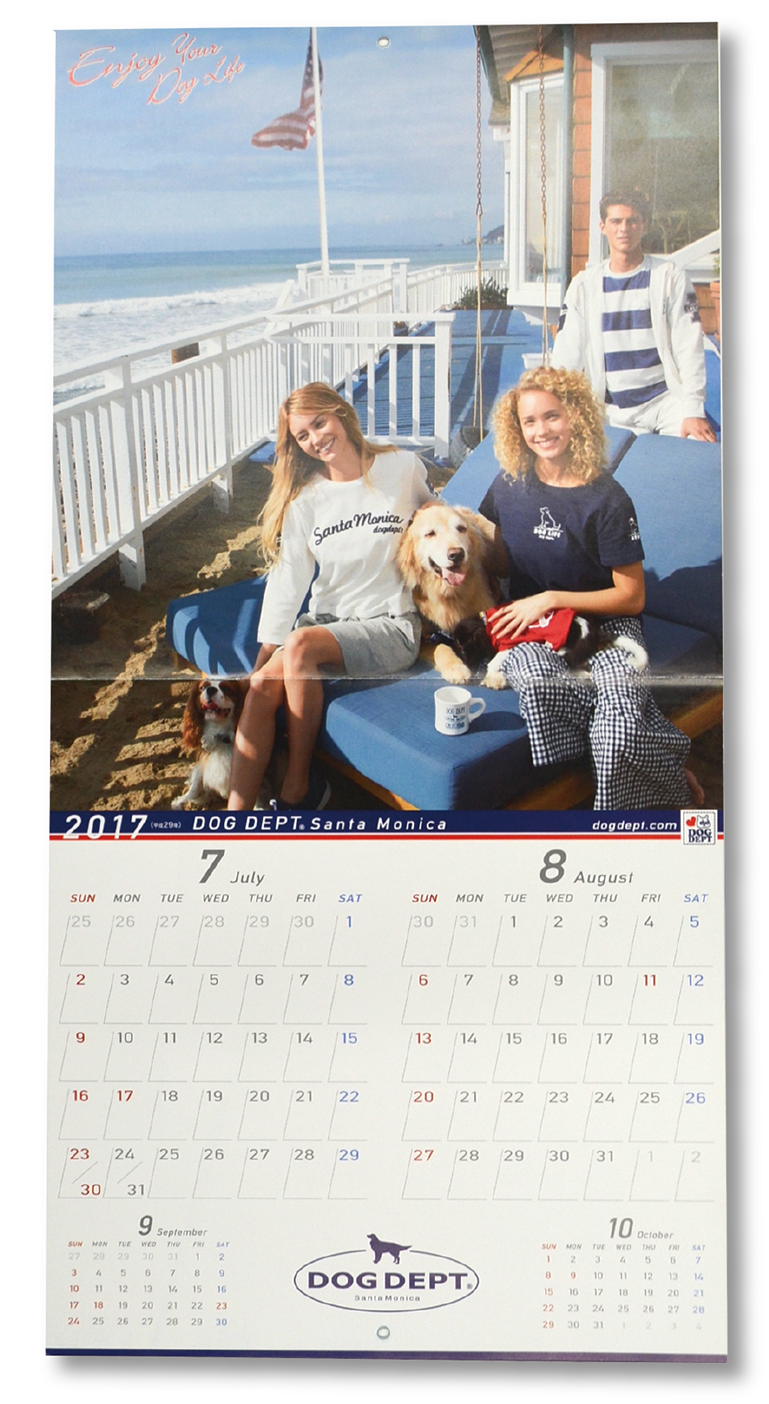 Enjoy Your
Dog Life
Santa Monica
dogdept
DOG LIFE
DOG DEPT
2017 (平成29年) DOG DEPT® Santa Monica dogdept.com
DOG
DEPT
7 July
SUN MON TUE WED THU FRI SAT
25 26 27 28 29 30 1
2 3 4 5 6 7 8
9 10 11 12 13 14 15
16 17 18 19 20 21 22
23 24 25 26 27 28 29
30 31
8 August
SUN MON TUE WED THU FRI SAT
30 31 1 2 3 4 5
6 7 8 9 10 11 12
13 14 15 16 17 18 19
20 21 22 23 24 25 26
27 28 29 30 31 1 2
9 September
SUN MON TUE WED THU FRI SAT
27 28 29 30 31 1 2
3 4 5 6 7 8 9
10 11 12 13 14 15 16
17 18 19 20 21 22 23
24 25 26 27 28 29 30
DOG DEPT®
Santa Monica
10 October
SUN MON TUE WED THU FRI SAT
1 2 3 4 5 6 7
8 9 10 11 12 13 14
15 16 17 18 19 20 21
22 23 24 25 26 27 28
29 30 31 1 2 3 4